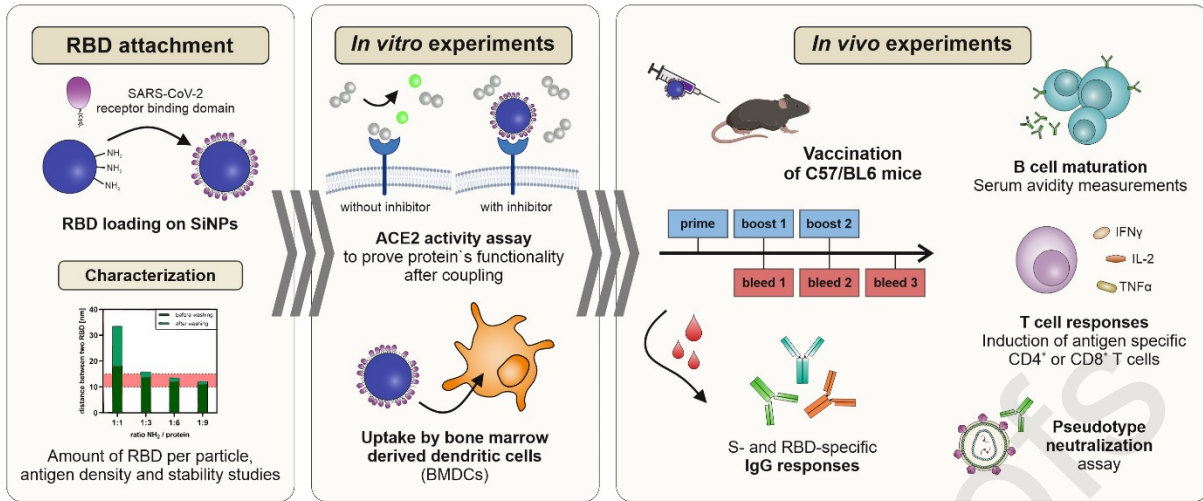 RBD attachment
SARS-CoV-2
receptor binding domain
NH₂
NH₂
NH₂
RBD loading on SiNPs
Characterization
before washing
after washing
distance between two RBD [nm]
40
30
20
10
0
1:1
1:3
1:6
1:9
ratio NH₂ / protein
Amount of RBD per particle,
antigen density and stability studies
In vitro experiments
without inhibitor
with inhibitor
ACE2 activity assay
to prove protein`s functionality
after coupling
Uptake by bone marrow
derived dendritic cells
(BMDCs)
In vivo experiments
Vaccination
of C57/BL6 mice
prime
boost 1
boost 2
bleed 1
bleed 2
bleed 3
S- and RBD-specific
IgG responses
B cell maturation
Serum avidity measurements
IFNγ
IL-2
TNFα
T cell responses
Induction of antigen specific
CD4⁺ or CD8⁺ T cells
Pseudotype
neutralization
assay
ofs